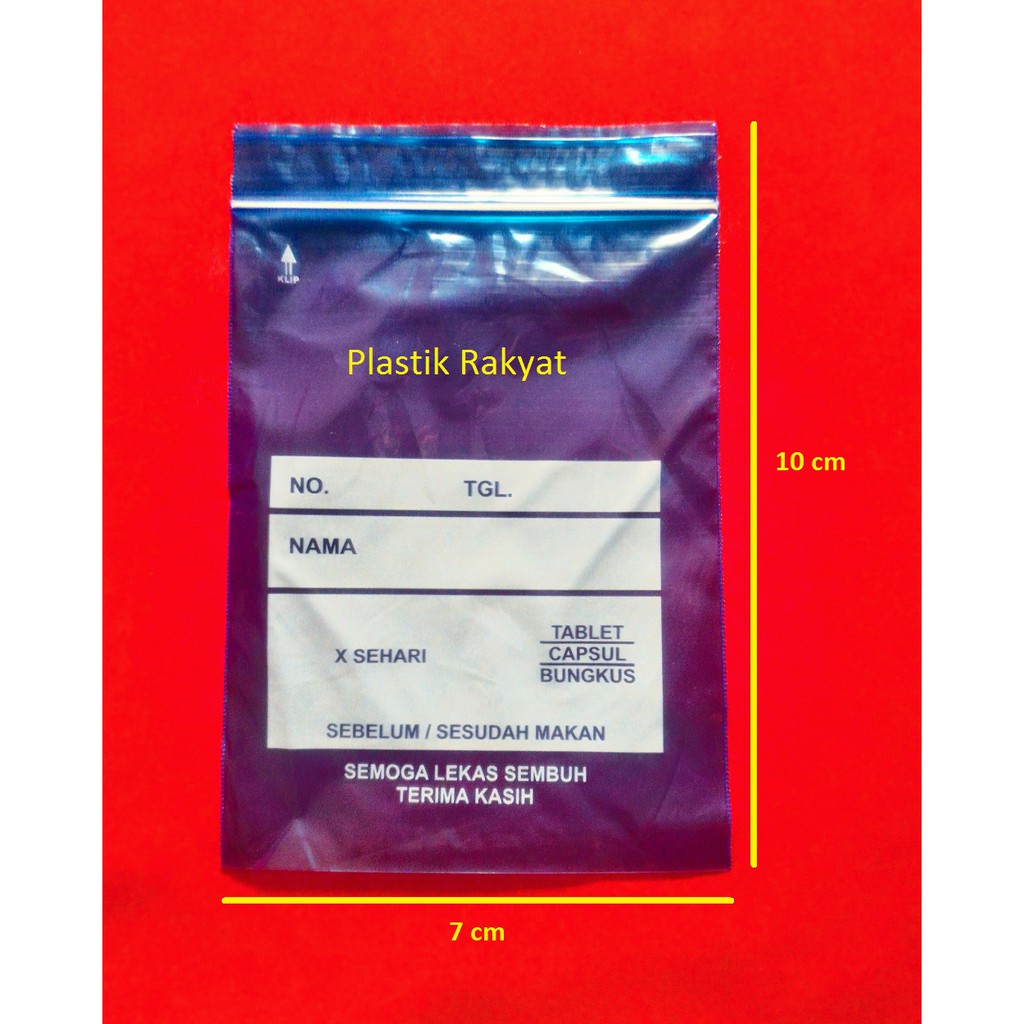 KLIP
Plastik Rakyat
NO. TGL.
NAMA
X SEHARI
TABLET
CAPSUL
BUNGKUS
SEBELUM / SESUDAH MAKAN
SEMOGA LEKAS SEMBUH
TERIMA KASIH
10 cm
7 cm